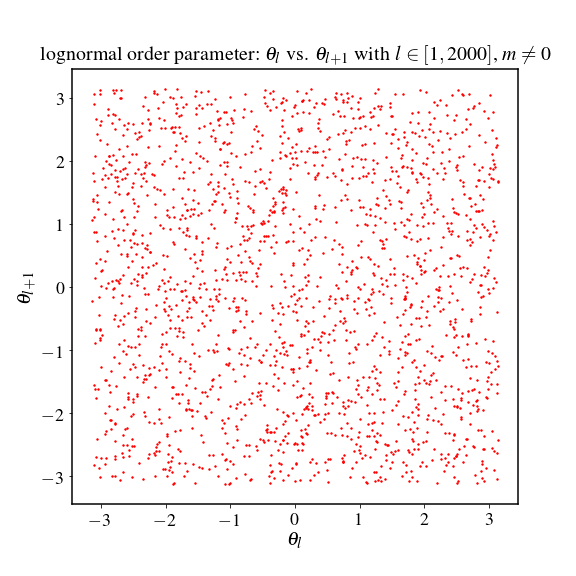 lognormal order parameter: θ_l vs. θ_{l+1} with l ∈ [1, 2000], m ≠ 0
3
2
1
0
−1
−2
−3
θ_{l+1}
−3 −2 −1 0 1 2 3
θ_l